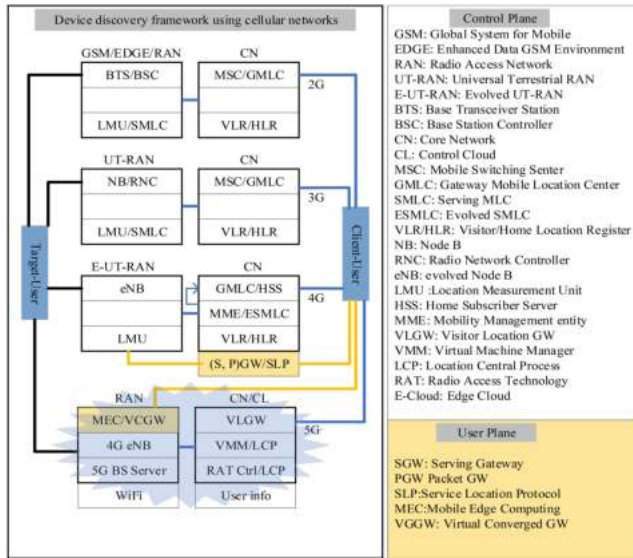 Device discovery framework using cellular networks
GSM/EDGE/RAN
CN
BTS/BSC
MSC/GMLC
2G
LMU/SMLC
VLR/HLR
UT-RAN
CN
NB/RNC
MSC/GMLC
3G
LMU/SMLC
VLR/HLR
Target-User
Client-User
E-UT-RAN
CN
eNB
GMLC/HSS
4G
MME/ESMLC
LMU
VLR/HLR
(S, P)GW/SLP
RAN
CN/CL
MEC/VCGW
VLGW
5G
4G eNB
VMM/LCP
5G BS Server
RAT Ctrl/LCP
WiFi
User info
Control Plane
GSM: Global System for Mobile
EDGE: Enhanced Data GSM Environment
RAN: Radio Access Network
UT-RAN: Universal Terrestrial RAN
E-UT-RAN: Evolved UT-RAN
BTS: Base Transceiver Station
BSC: Base Station Controller
CN: Core Network
CL: Control Cloud
MSC: Mobile Switching Senter
GMLC: Gateway Mobile Location Center
SMLC: Serving MLC
ESMLC: Evolved SMLC
VLR/HLR: Visitor/Home Location Register
NB: Node B
RNC: Radio Network Controller
eNB: evolved Node B
LMU :Location Measurement Unit
HSS: Home Subscriber Server
MME: Mobility Management entity
VLGW: Visitor Location GW
VMM: Virtual Machine Manager
LCP: Location Central Process
RAT: Radio Access Technology
E-Cloud: Edge Cloud
User Plane
SGW: Serving Gateway
PGW Packet GW
SLP:Service Location Protocol
MEC:Mobile Edge Computing
VGGW: Virtual Converged GW